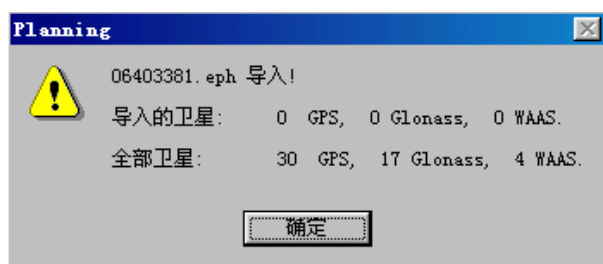 Planning
06403381.eph 导入!
导入的卫星: 0 GPS, 0 Glonass, 0 WAAS.
全部卫星: 30 GPS, 17 Glonass, 4 WAAS.
确定